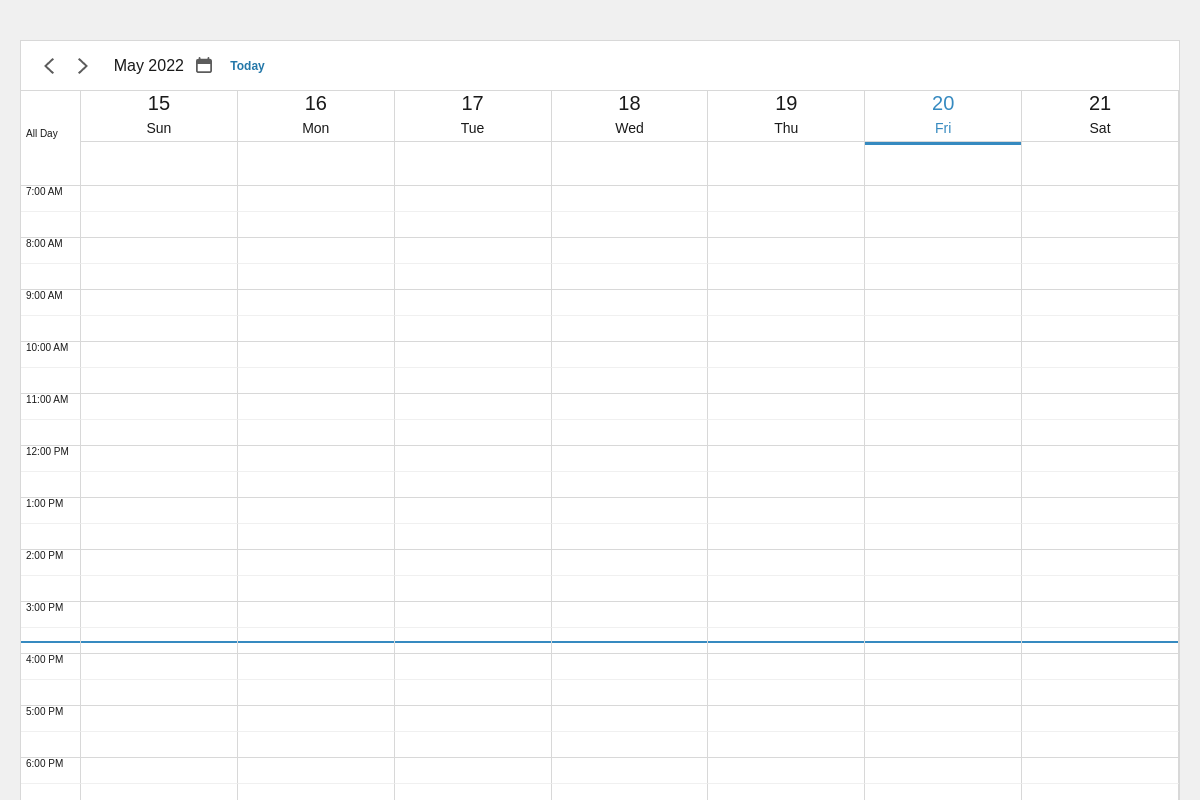 May 2022 Today
15 16 17 18 19 20 21
Sun Mon Tue Wed Thu Fri Sat
All Day
7:00 AM
8:00 AM
9:00 AM
10:00 AM
11:00 AM
12:00 PM
1:00 PM
2:00 PM
3:00 PM
4:00 PM
5:00 PM
6:00 PM